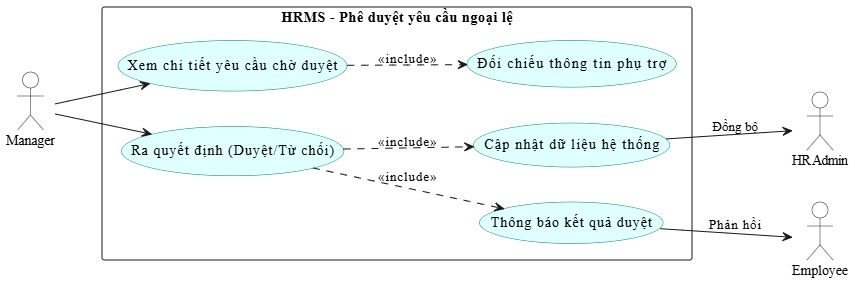 HRMS - Phê duyệt yêu cầu ngoại lệ
Xem chi tiết yêu cầu chờ duyệt
«include»
Đối chiếu thông tin phụ trợ
Manager
Ra quyết định (Duyệt/Từ chối)
«include»
Cập nhật dữ liệu hệ thống
Đồng bộ
HR Admin
«include»
Thông báo kết quả duyệt
Phản hồi
Employee